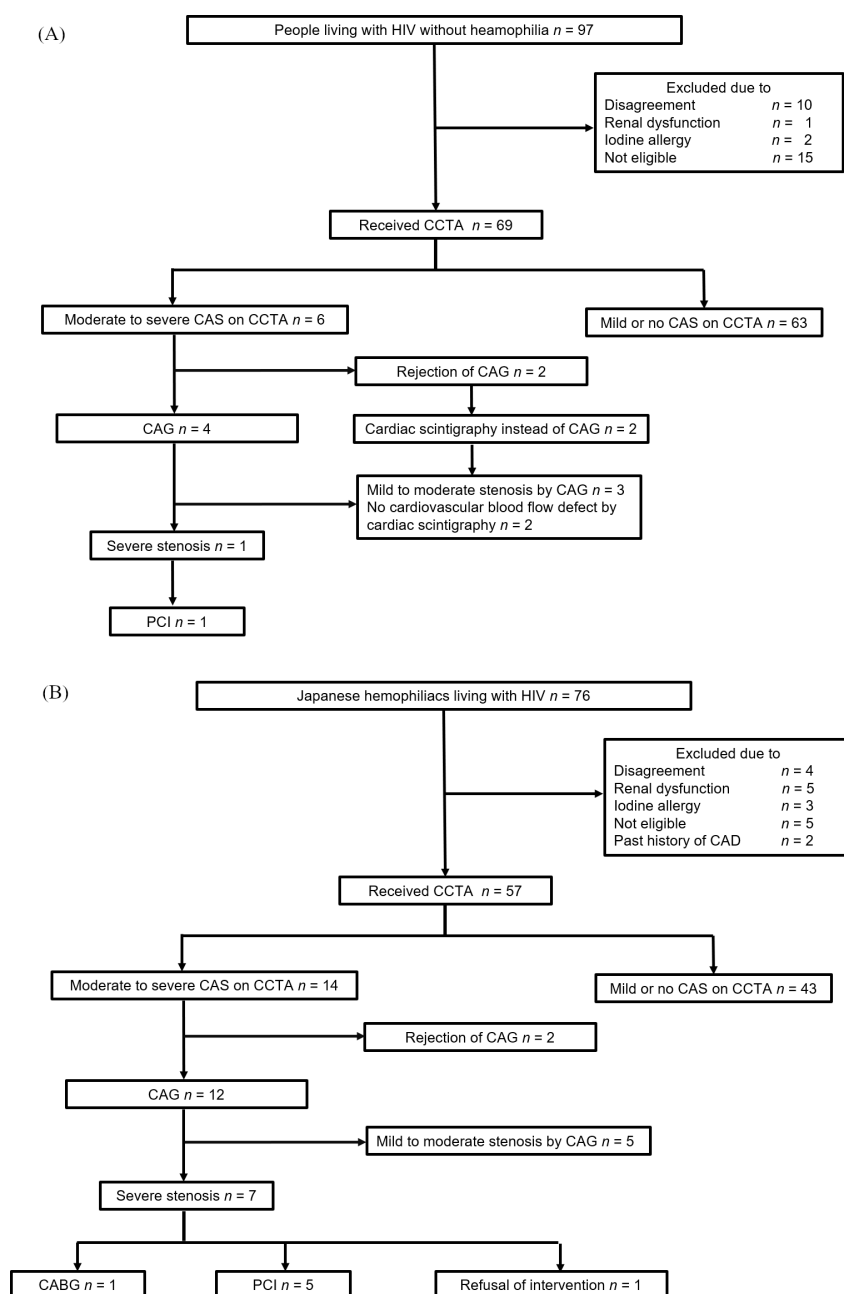 (A)
People living with HIV without heamophilia n = 97
Excluded due to
Disagreement n = 10
Renal dysfunction n = 1
Iodine allergy n = 2
Not eligible n = 15
Received CCTA n = 69
Moderate to severe CAS on CCTA n = 6
Mild or no CAS on CCTA n = 63
Rejection of CAG n = 2
CAG n = 4
Cardiac scintigraphy instead of CAG n = 2
Mild to moderate stenosis by CAG n = 3
No cardiovascular blood flow defect by
cardiac scintigraphy n = 2
Severe stenosis n = 1
PCI n = 1
(B)
Japanese hemophiliacs living with HIV n = 76
Excluded due to
Disagreement n = 4
Renal dysfunction n = 5
Iodine allergy n = 3
Not eligible n = 5
Past history of CAD n = 2
Received CCTA n = 57
Moderate to severe CAS on CCTA n = 14
Mild or no CAS on CCTA n = 43
Rejection of CAG n = 2
CAG n = 12
Mild to moderate stenosis by CAG n = 5
Severe stenosis n = 7
CABG n = 1
PCI n = 5
Refusal of intervention n = 1